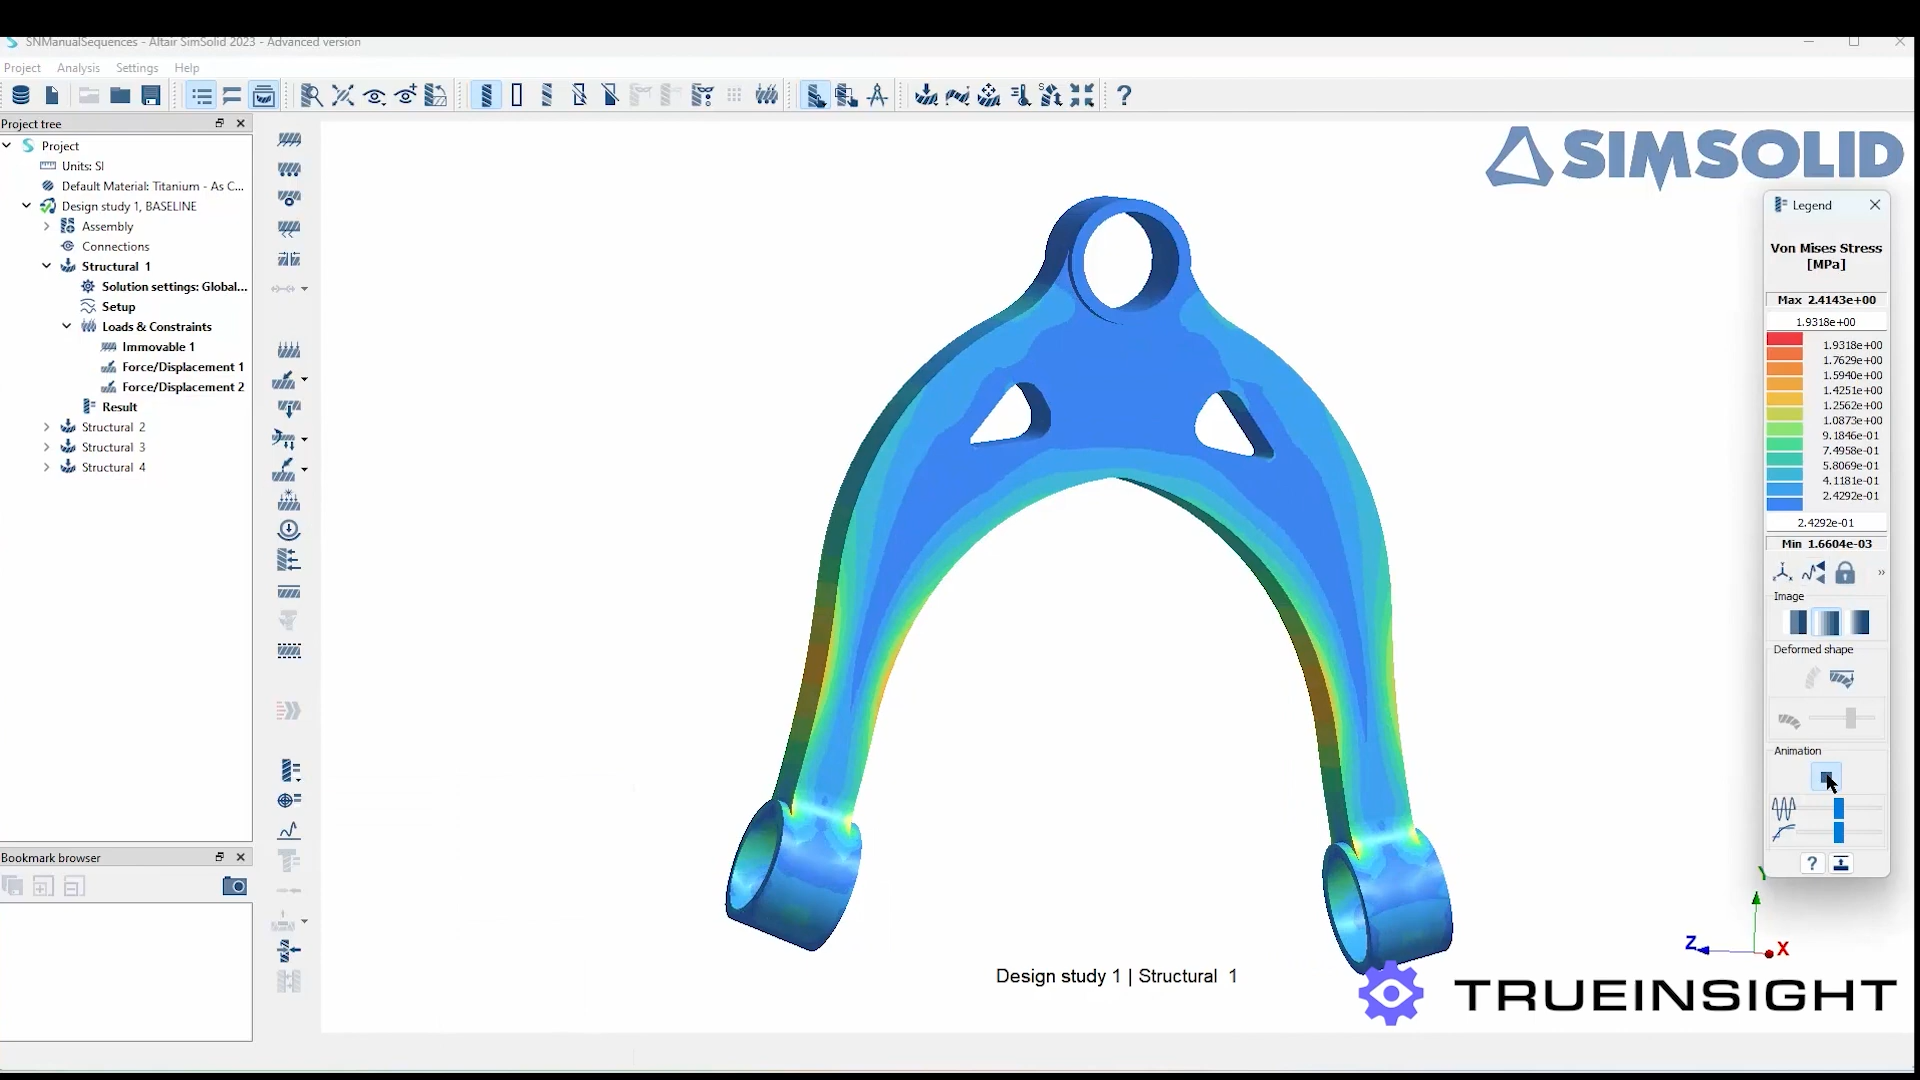 SNManualSequences - Altair SimSolid 2023 - Advanced version
Project Analysis Settings Help
Project tree
Project
Units: SI
Default Material: Titanium - As C...
Design study 1, BASELINE
Assembly
Connections
Structural 1
Solution settings: Global...
Setup
Loads & Constraints
Immovable 1
Force/Displacement 1
Force/Displacement 2
Result
Structural 2
Structural 3
Structural 4
Bookmark browser
SIMSOLID
Legend
Von Mises Stress
[MPa]
Max 2.4143e+00
1.9318e+00
1.9318e+00
1.7629e+00
1.5940e+00
1.4251e+00
1.2562e+00
1.0873e+00
9.1846e-01
7.4958e-01
5.8069e-01
4.1181e-01
2.4292e-01
2.4292e-01
Min 1.6604e-03
Image
Deformed shape
Animation
Y
Z
X
Design study 1 | Structural 1
TRUEINSIGHT